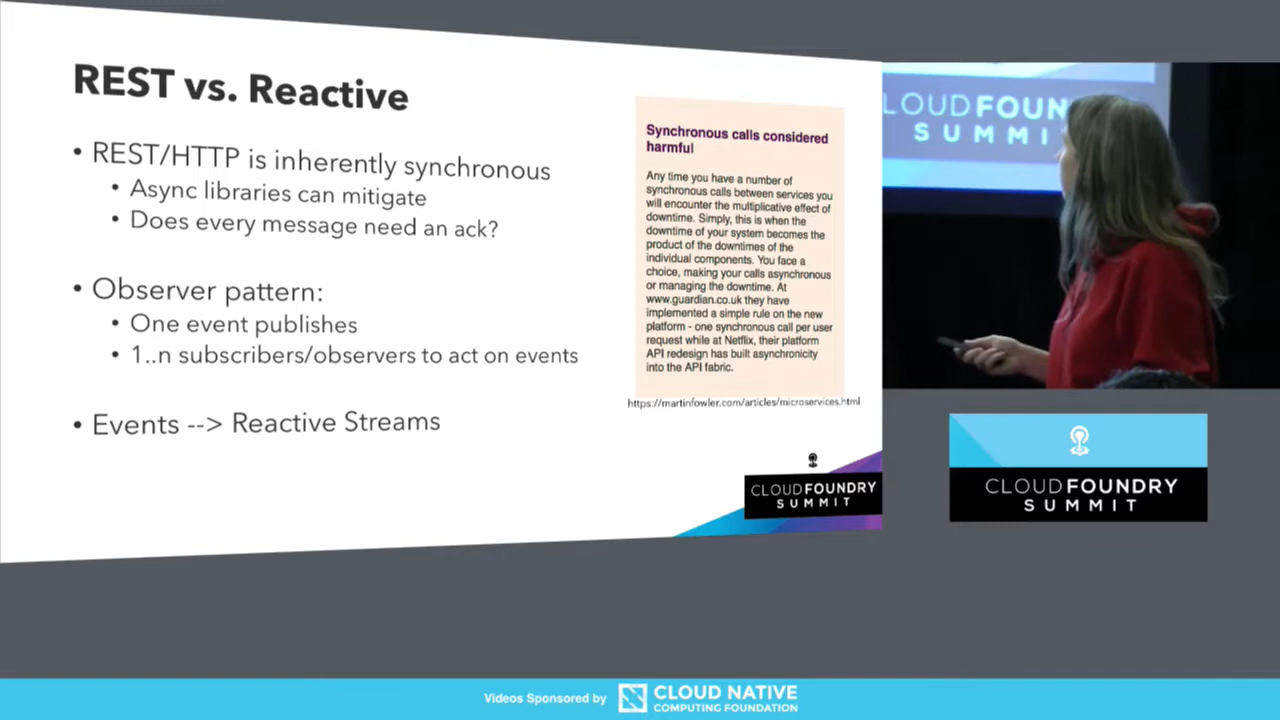 REST vs. Reactive
• REST/HTTP is inherently synchronous
• Async libraries can mitigate
• Does every message need an ack?
• Observer pattern:
• One event publishes
• 1..n subscribers/observers to act on events
• Events --> Reactive Streams
Synchronous calls considered
harmful
Any time you have a number of
synchronous calls between services you
will encounter the multiplicative effect of
downtime. Simply, this is when the
downtime of your system becomes the
product of the downtimes of the
individual components. You face a
choice, making your calls asynchronous
or managing the downtime. At
www.guardian.co.uk they have
implemented a simple rule on the new
platform - one synchronous call per user
request while at Netflix, their platform
API redesign has built asynchronicity
into the API fabric.
https://martinfowler.com/articles/microservices.html
CLOUDFOUNDRY
SUMMIT
LOUDFOUN
SUMMI
CLOUDFOUNDRY
SUMMIT
Videos Sponsored by
CLOUD NATIVE
COMPUTING FOUNDATION